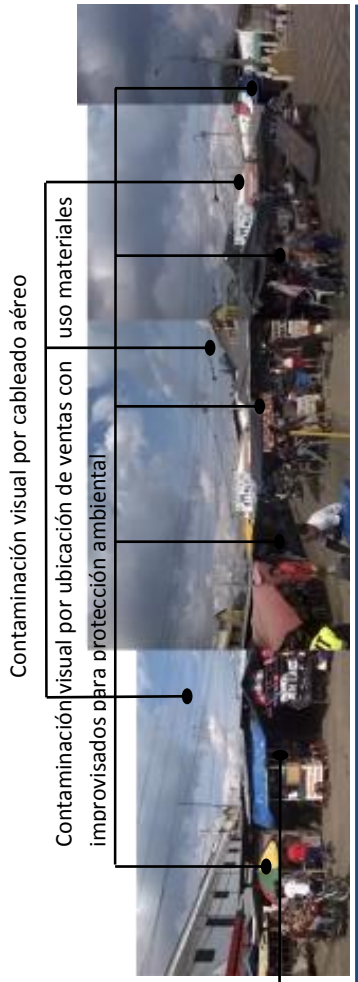 Contaminación visual por cableado aéreo
Contaminación visual por ubicación de ventas con uso materiales
improvisados para protección ambiental